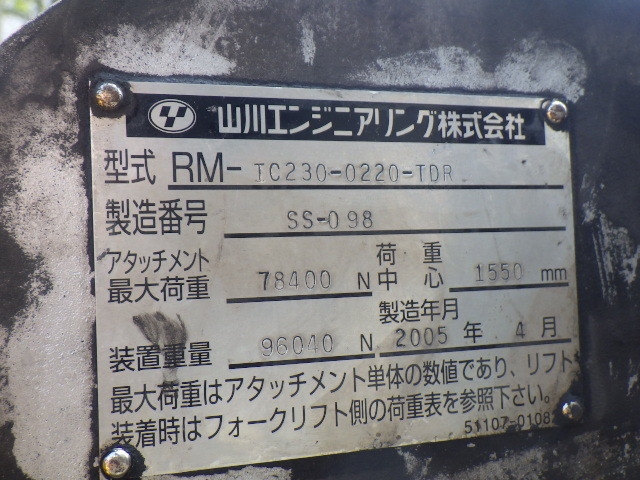 山川エンジニアリング株式会社
型式 RM-TC230-0220-TDR
製造番号 SS-098
アタッチメント 最大荷重 78400 N 荷重中心 1550 mm
装置重量 96040 N 製造年月 2005 年 4 月
最大荷重はアタッチメント単体の数値であり、リフト
装着時はフォークリフト側の荷重表を参照下さい。
51107-0108